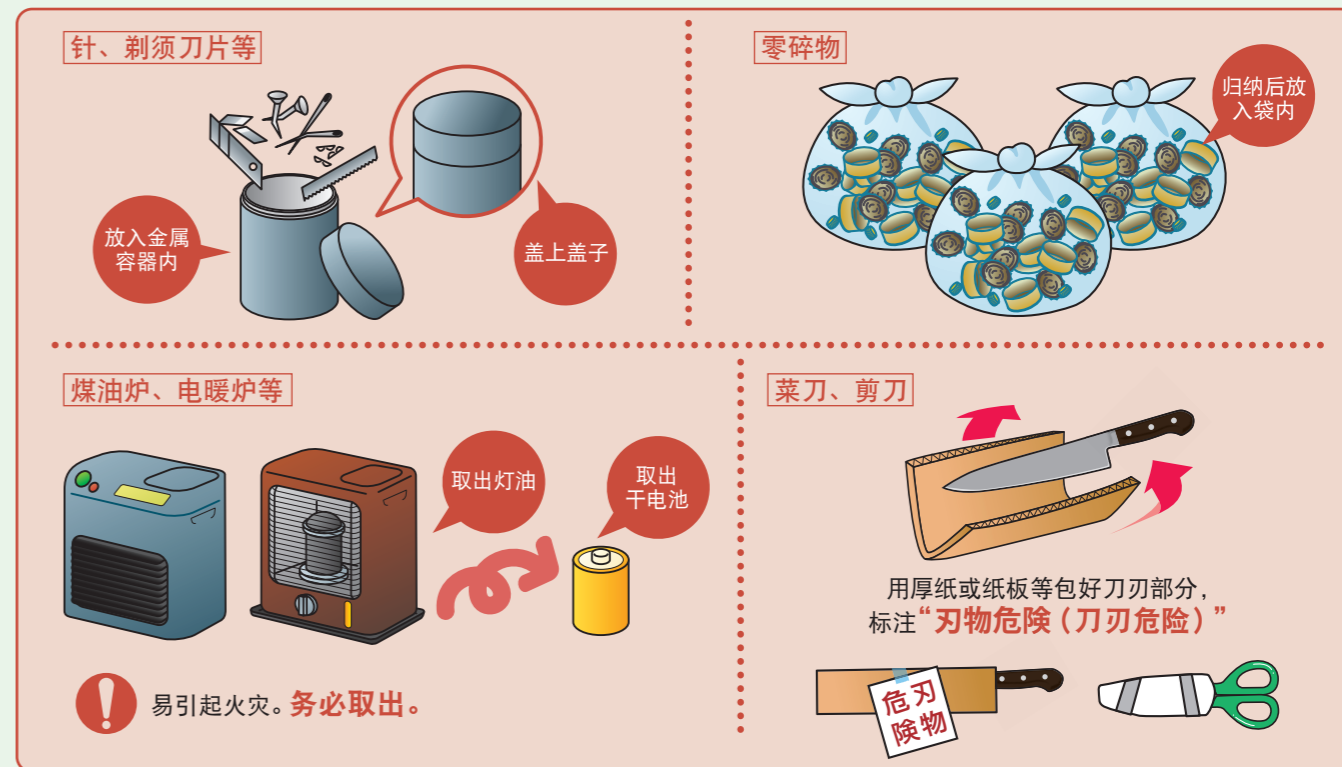 针、剃须刀片等
放入金属
容器内
盖上盖子
零碎物
归纳后放
入袋内
煤油炉、电暖炉等
取出灯油
取出
干电池
易引起火灾。务必取出。
菜刀、剪刀
用厚纸或纸板等包好刀刃部分，
标注“刃物危険（刀刃危险）”
刃物
危険